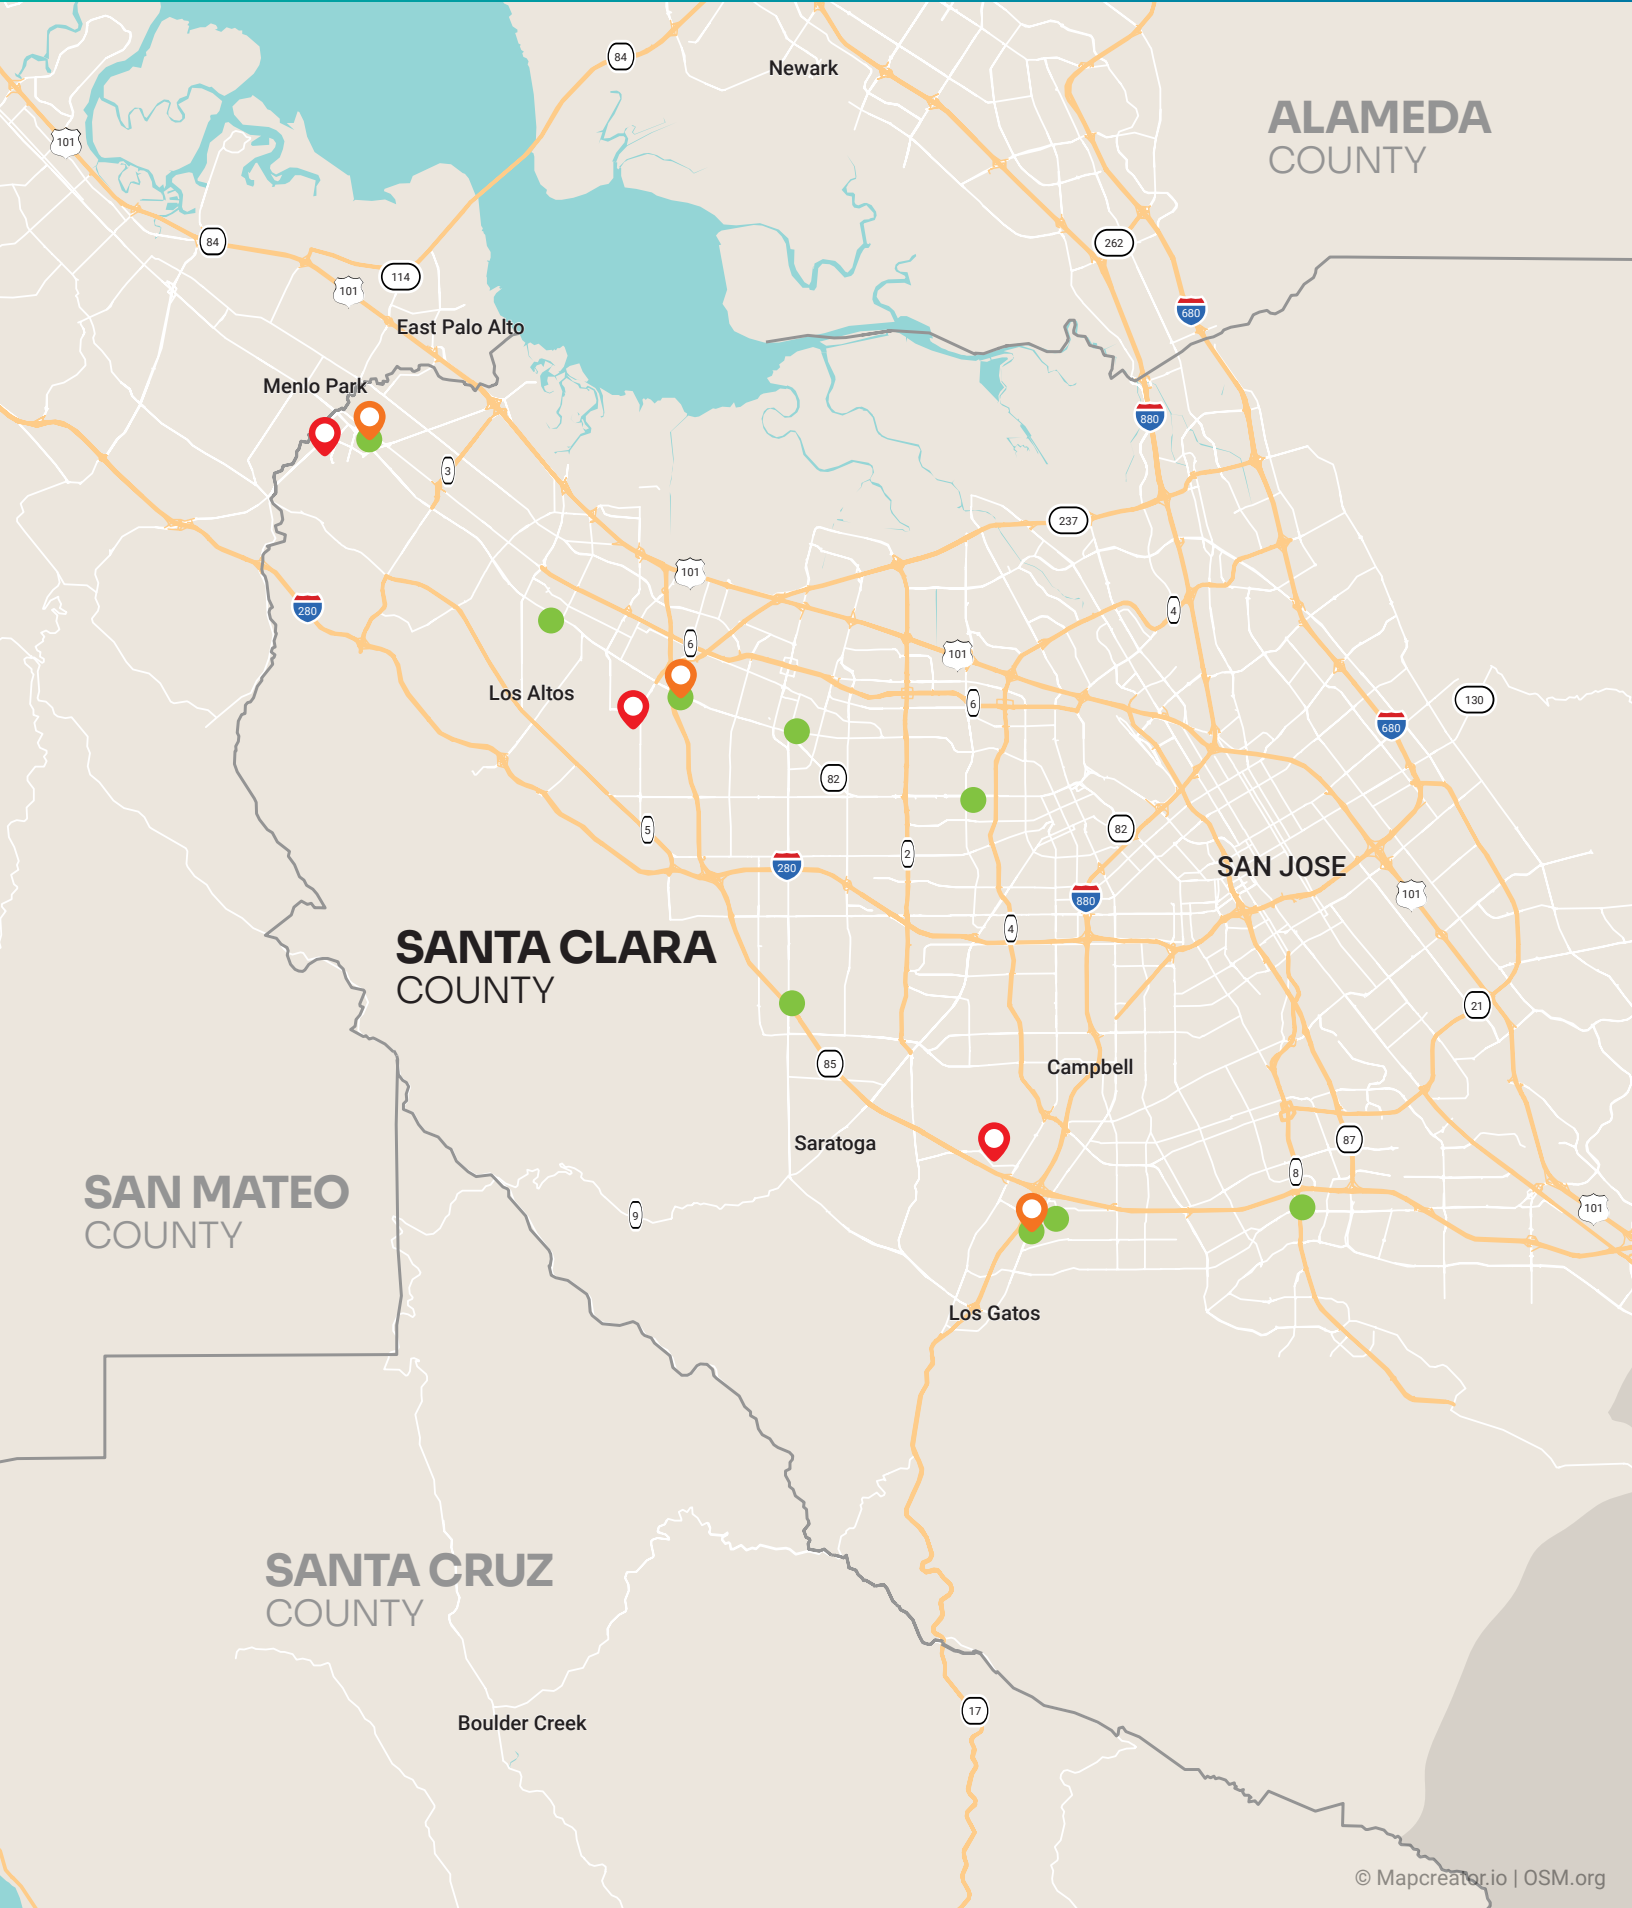 84
Newark
ALAMEDA
COUNTY
101
84
262
114
101
680
East Palo Alto
Menlo Park
880
3
237
101
280
4
6
101
Los Altos
6
130
680
82
5
82
2
280
SAN JOSE
880
101
4
SANTA CLARA
COUNTY
21
85
Campbell
Saratoga
87
8
SAN MATEO
COUNTY
9
101
Los Gatos
SANTA CRUZ
COUNTY
17
Boulder Creek
© Mapcreator.io | OSM.org